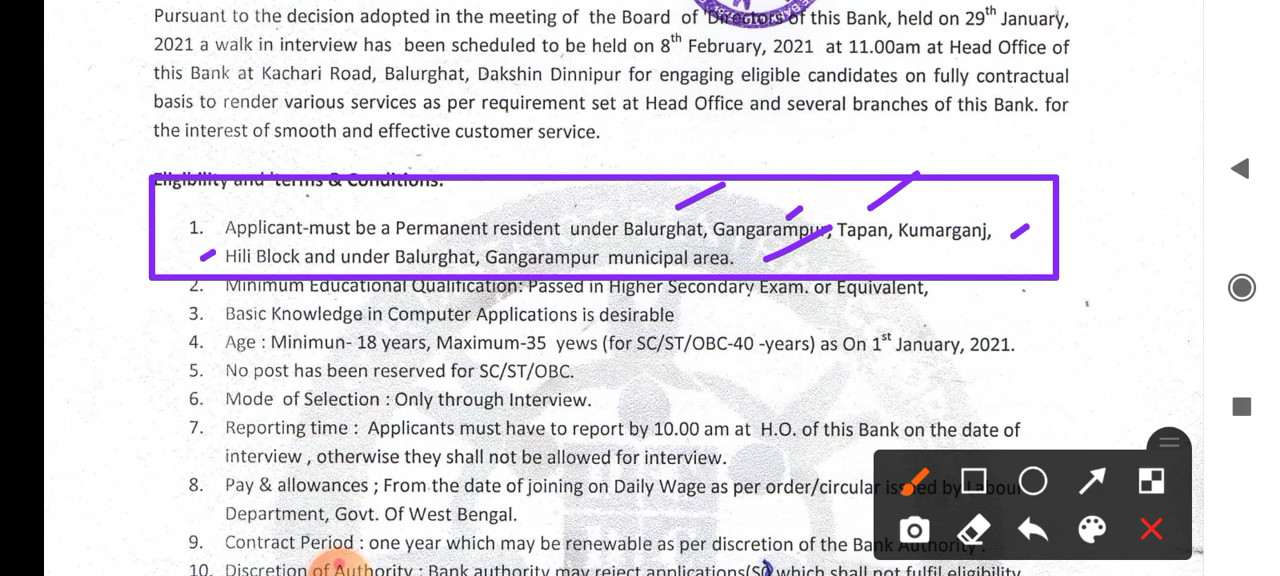 Pursuant to the decision adopted in the meeting of the Board of Directors of this Bank, held on 29th January,
2021 a walk in interview has been scheduled to be held on 8th February, 2021 at 11.00am at Head Office of
this Bank at Kachari Road, Balurghat, Dakshin Dinnipur for engaging eligible candidates on fully contractual
basis to render various services as per requirement set at Head Office and several branches of this Bank. for
the interest of smooth and effective customer service.
Eligibility and terms & Conditions:
1. Applicant-must be a Permanent resident under Balurghat, Gangarampur, Tapan, Kumarganj,
Hili Block and under Balurghat, Gangarampur municipal area.
2. Minimum Educational Qualification: Passed in Higher Secondary Exam. or Equivalent,
3. Basic Knowledge in Computer Applications is desirable
4. Age : Minimun- 18 years, Maximum-35 yews (for SC/ST/OBC-40 -years) as On 1st January, 2021.
5. No post has been reserved for SC/ST/OBC.
6. Mode of Selection : Only through Interview.
7. Reporting time : Applicants must have to report by 10.00 am at H.O. of this Bank on the date of
interview , otherwise they shall not be allowed for interview.
8. Pay & allowances ; From the date of joining on Daily Wage as per order/circular issued by Labour
Department, Govt. Of West Bengal.
9. Contract Period : one year which may be renewable as per discretion of the Bank Authority .
10. Discretion of Authority : Bank authority may reject applications(S) which shall not fulfil eligibility